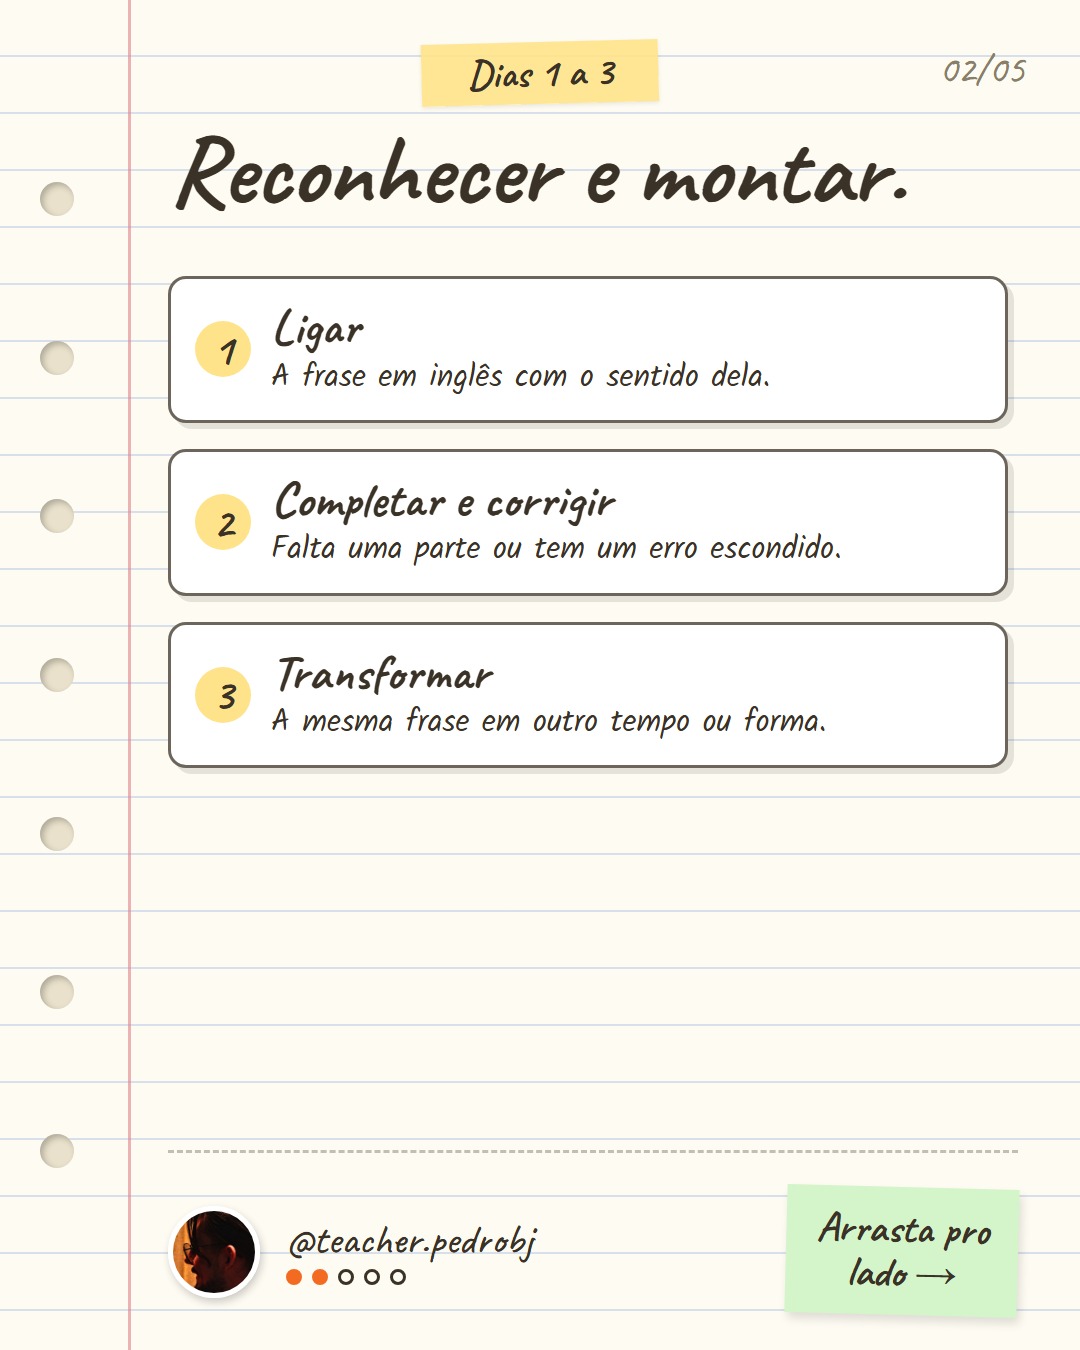 Dias 1 a 3
02/05
Reconhecer e montar.
1
Ligar
A frase em inglês com o sentido dela.
2
Completar e corrigir
Falta uma parte ou tem um erro escondido.
3
Transformar
A mesma frase em outro tempo ou forma.
@teacher.pedrobj
Arrasta pro
lado →